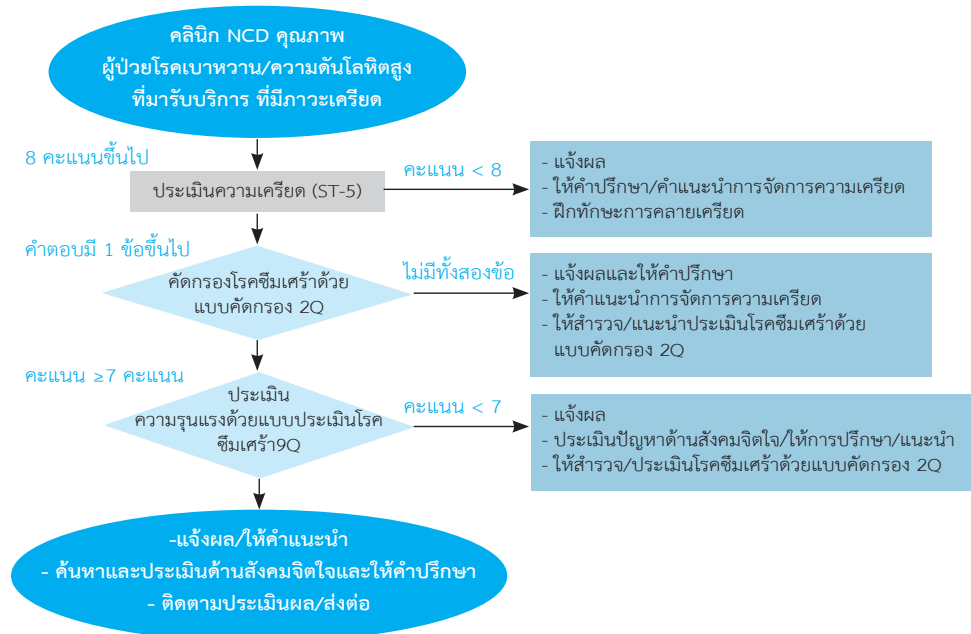 คลินิก NCD คุณภาพ
ผู้ป่วยโรคเบาหวาน/ความดันโลหิตสูง
ที่มารับบริการ ที่มีภาวะเครียด
8 คะแนนขึ้นไป
ประเมินความเครียด (ST-5)
คะแนน < 8
- แจ้งผล
- ให้คำปรึกษา/คำแนะนำการจัดการความเครียด
- ฝึกทักษะการคลายเครียด
คำตอบมี 1 ข้อขึ้นไป
คัดกรองโรคซึมเศร้าด้วย
แบบคัดกรอง 2Q
ไม่มีทั้งสองข้อ
- แจ้งผลและให้คำปรึกษา
- ให้คำแนะนำการจัดการความเครียด
- ให้สำรวจ/แนะนำประเมินโรคซึมเศร้าด้วย
แบบคัดกรอง 2Q
คะแนน ≥7 คะแนน
ประเมิน
ความรุนแรงด้วยแบบประเมินโรค
ซึมเศร้า9Q
คะแนน < 7
- แจ้งผล
- ประเมินปัญหาด้านสังคมจิตใจ/ให้การปรึกษา/แนะนำ
- ให้สำรวจ/ประเมินโรคซึมเศร้าด้วยแบบคัดกรอง 2Q
-แจ้งผล/ให้คำแนะนำ
- ค้นหาและประเมินด้านสังคมจิตใจและให้คำปรึกษา
- ติดตามประเมินผล/ส่งต่อ